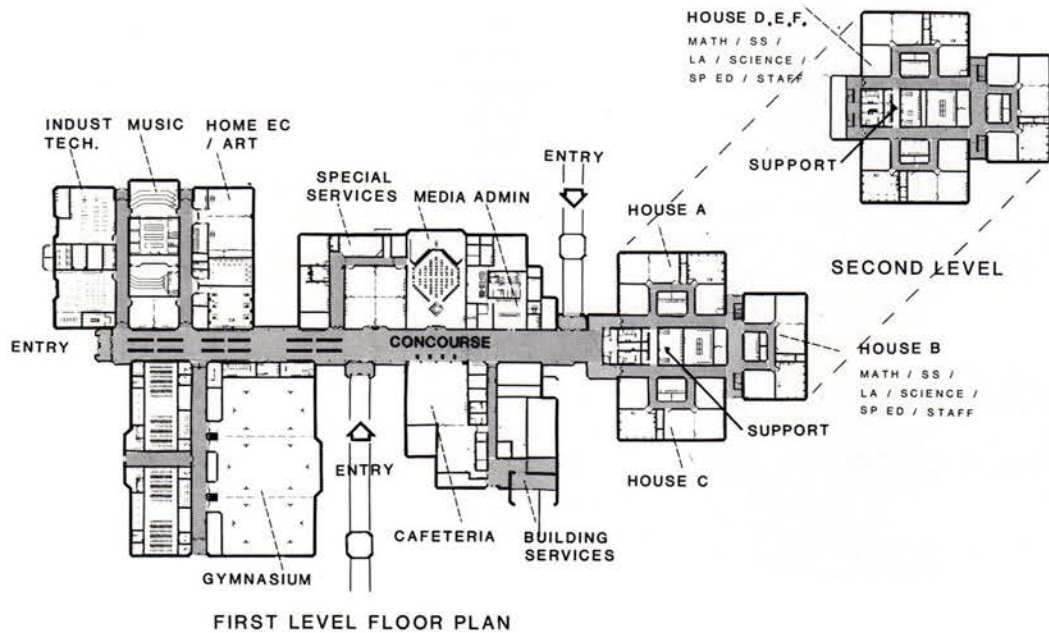 HOUSE D,E,F.
MATH / SS /
LA / SCIENCE /
SP ED / STAFF
SUPPORT
SECOND LEVEL
INDUST
TECH.
MUSIC
HOME EC
/ ART
SPECIAL
SERVICES
MEDIA ADMIN
ENTRY
HOUSE A
ENTRY
CONCOURSE
HOUSE B
MATH / SS /
LA / SCIENCE /
SP ED / STAFF
SUPPORT
HOUSE C
ENTRY
CAFETERIA
BUILDING
SERVICES
GYMNASIUM
FIRST LEVEL FLOOR PLAN